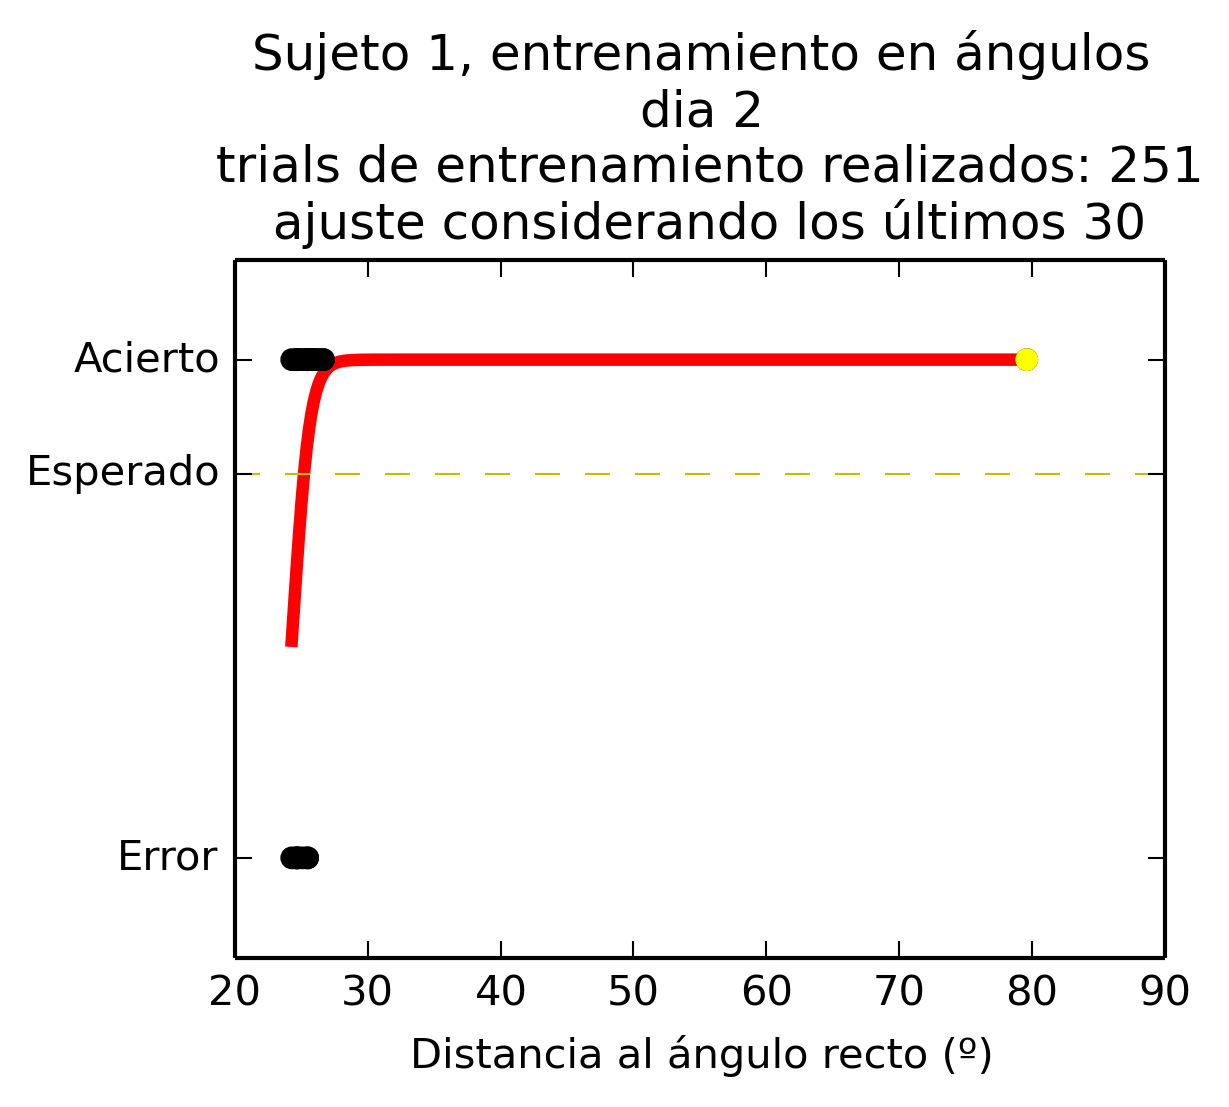 Sujeto 1, entrenamiento en ángulos
dia 2
trials de entrenamiento realizados: 251
ajuste considerando los últimos 30
Acierto
Esperado
Error
20 30 40 50 60 70 80 90
Distancia al ángulo recto (º)